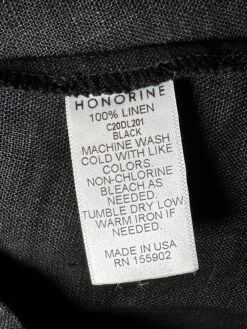 HONORINE
100% LINEN
C20DL201
BLACK
MACHINE WASH
COLD WITH LIKE
COLORS.
NON-CHLORINE
BLEACH AS
NEEDED.
TUMBLE DRY LOW
WARM IRON IF
NEEDED.
MADE IN USA
RN 155902